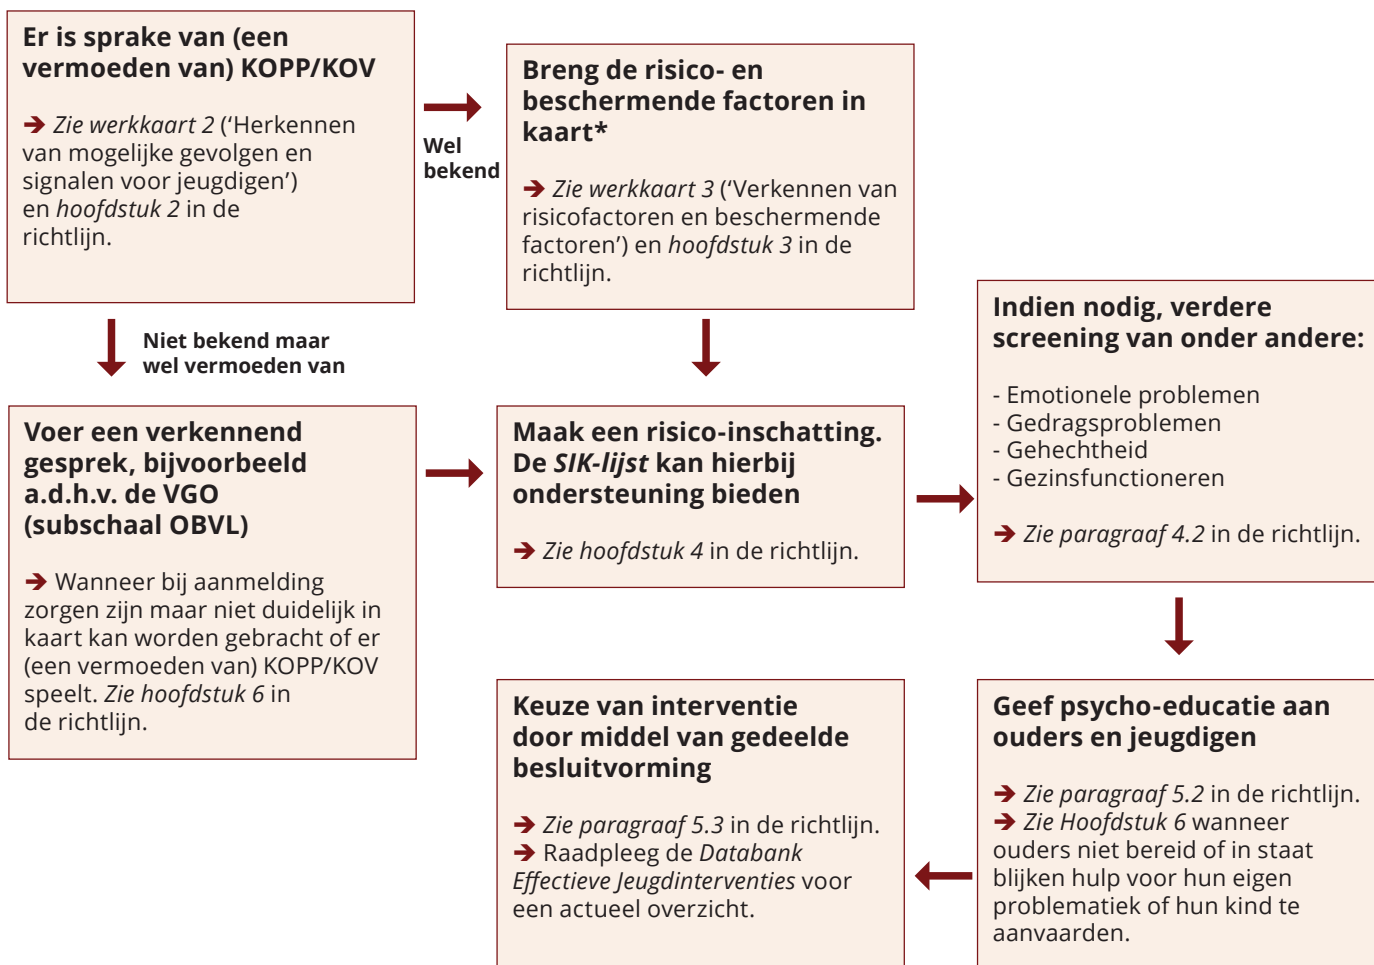 Er is sprake van (een
vermoeden van) KOPP/KOV
➔ Zie werkkaart 2 (‘Herkennen
van mogelijke gevolgen en
signalen voor jeugdigen’)
en hoofdstuk 2 in de
richtlijn.
Wel
bekend
Breng de risico- en
beschermende factoren in
kaart*
➔ Zie werkkaart 3 (‘Verkennen van
risicofactoren en beschermende
factoren’) en hoofdstuk 3 in de
richtlijn.
Niet bekend maar
wel vermoeden van
Voer een verkennend
gesprek, bijvoorbeeld
a.d.h.v. de VGO
(subschaal OBVL)
➔ Wanneer bij aanmelding
zorgen zijn maar niet duidelijk in
kaart kan worden gebracht of er
(een vermoeden van) KOPP/KOV
speelt. Zie hoofdstuk 6 in
de richtlijn.
Maak een risico-inschatting.
De SIK-lijst kan hierbij
ondersteuning bieden
➔ Zie hoofdstuk 4 in de richtlijn.
Indien nodig, verdere
screening van onder andere:
- Emotionele problemen
- Gedragsproblemen
- Gehechtheid
- Gezinsfunctioneren
➔ Zie paragraaf 4.2 in de richtlijn.
Geef psycho-educatie aan
ouders en jeugdigen
➔ Zie paragraaf 5.2 in de richtlijn.
➔ Zie Hoofdstuk 6 wanneer
ouders niet bereid of in staat
blijken hulp voor hun eigen
problematiek of hun kind te
aanvaarden.
Keuze van interventie
door middel van gedeelde
besluitvorming
➔ Zie paragraaf 5.3 in de richtlijn.
➔ Raadpleeg de Databank
Effectieve Jeugdinterventies voor
een actueel overzicht.